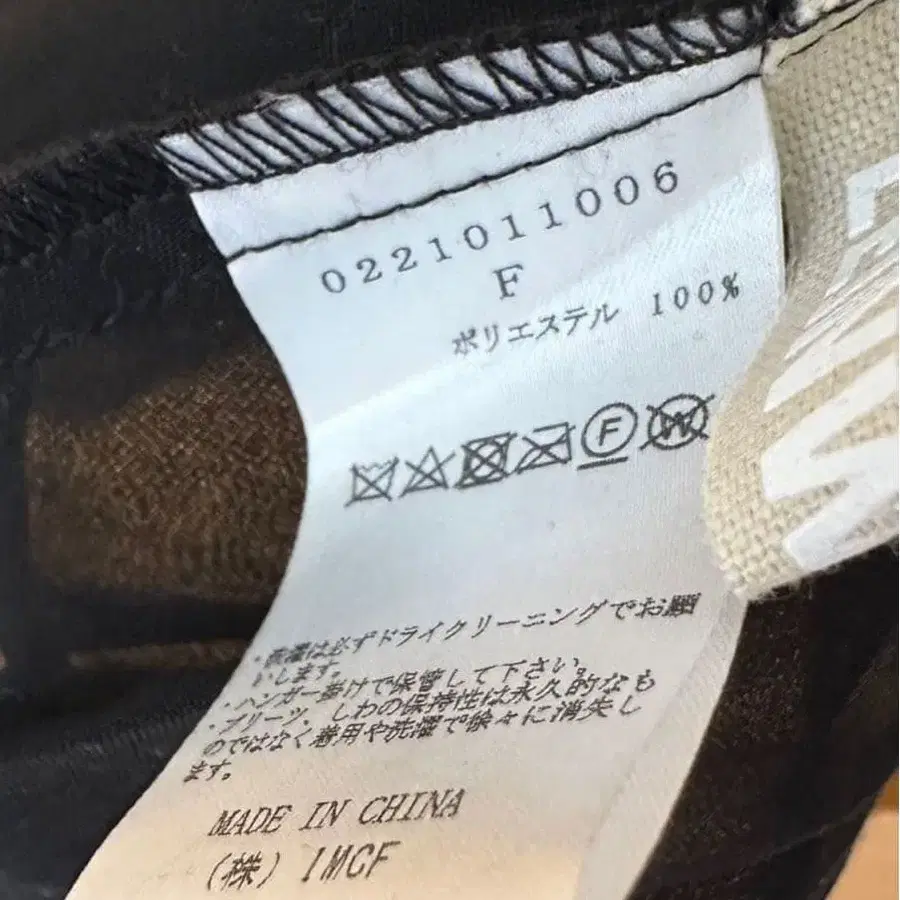 0221011006
F
ポリエステル 100%
F W
・洗濯は必ずドライクリーニングでお願
いします。
・ハンガー掛けで保管して下さい。
・プリーツ、しわの保持性は永久的なも
のではなく着用や洗濯で徐々に消失し
ます。
MADE IN CHINA
(株) IMCF